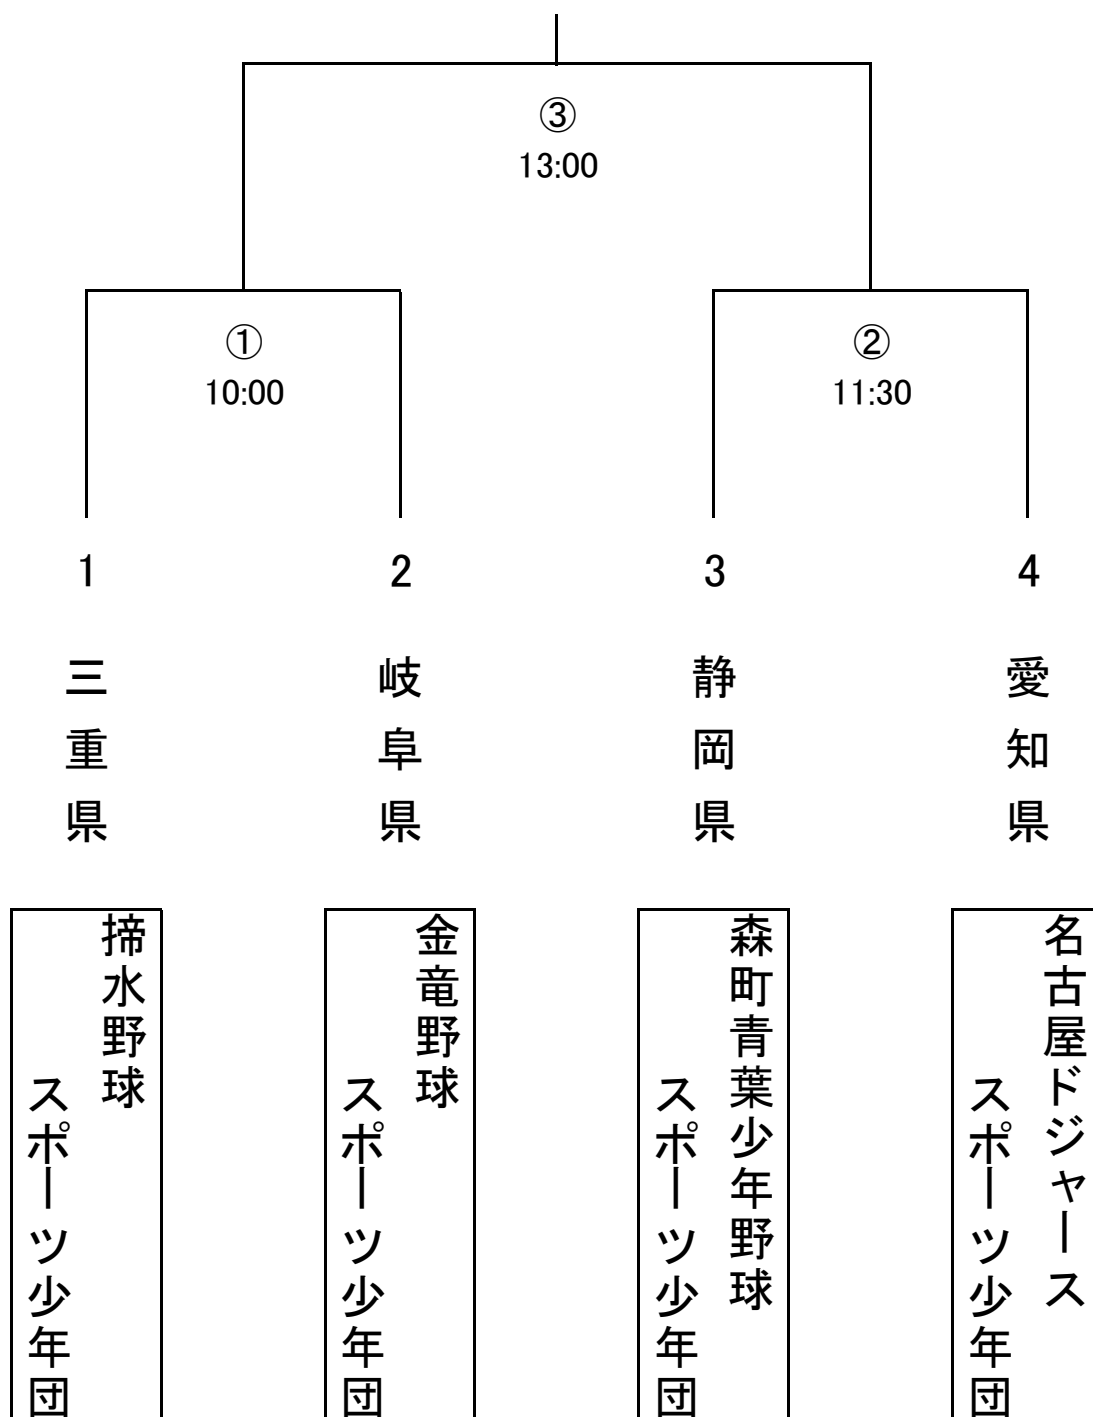 ③
13:00
①
10:00
②
11:30
1
2
3
4
三重県
岐阜県
静岡県
愛知県
揥水野球
スポーツ少年団
金竜野球
スポーツ少年団
森町青葉少年野球
スポーツ少年団
名古屋ドジャース
スポーツ少年団